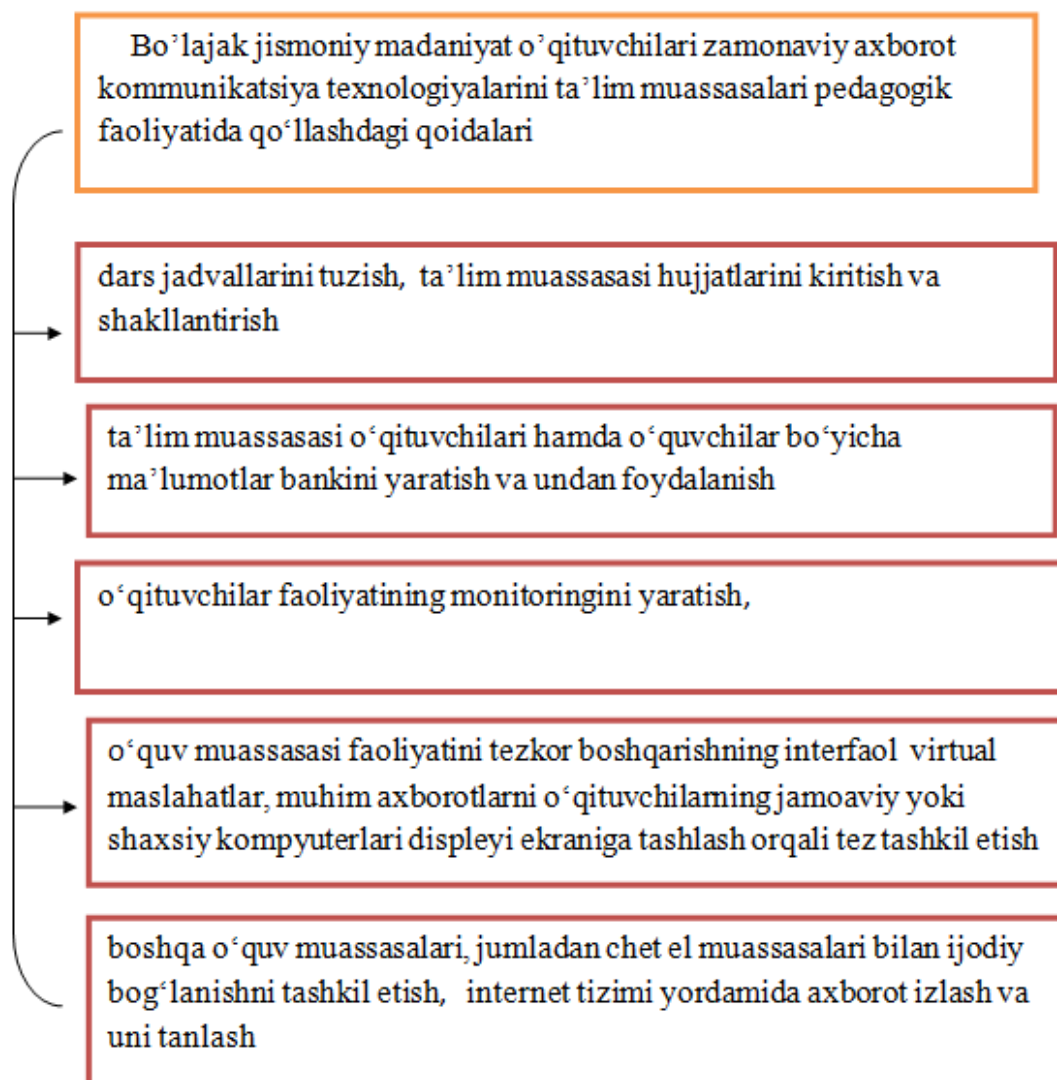 Bo’lajak jismoniy madaniyat o’qituvchilari zamonaviy axborot
kommunikatsiya texnologiyalarini ta’lim muassasalari pedagogik
faoliyatida qo‘llashdagi qoidalari
dars jadvallarini tuzish, ta’lim muassasasi hujjatlarini kiritish va
shakllantirish
ta’lim muassasasi o‘qituvchilari hamda o‘quvchilar bo‘yicha
ma’lumotlar bankini yaratish va undan foydalanish
o‘qituvchilar faoliyatining monitoringini yaratish,
o‘quv muassasasi faoliyatini tezkor boshqarishning interfaol virtual
maslahatlar, muhim axborotlarni o‘qituvchilarning jamoaviy yoki
shaxsiy kompyuterlari displeyi ekraniga tashlash orqali tez tashkil etish
boshqa o‘quv muassasalari, jumladan chet el muassasalari bilan ijodiy
bog‘lanishni tashkil etish, internet tizimi yordamida axborot izlash va
uni tanlash